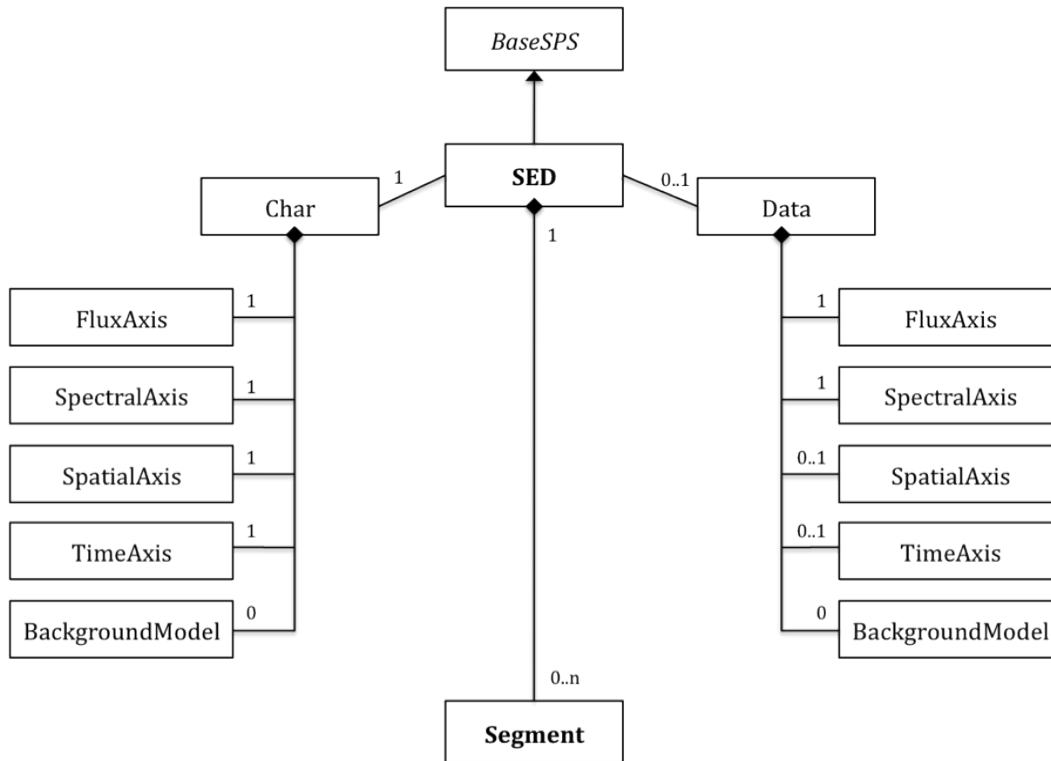 BaseSPS
SED
1
0..1
Char
Data
1
1
FluxAxis
1
FluxAxis
1
SpectralAxis
1
SpectralAxis
1
SpatialAxis
0..1
SpatialAxis
1
TimeAxis
0..1
TimeAxis
0
BackgroundModel
0
BackgroundModel
0..n
Segment